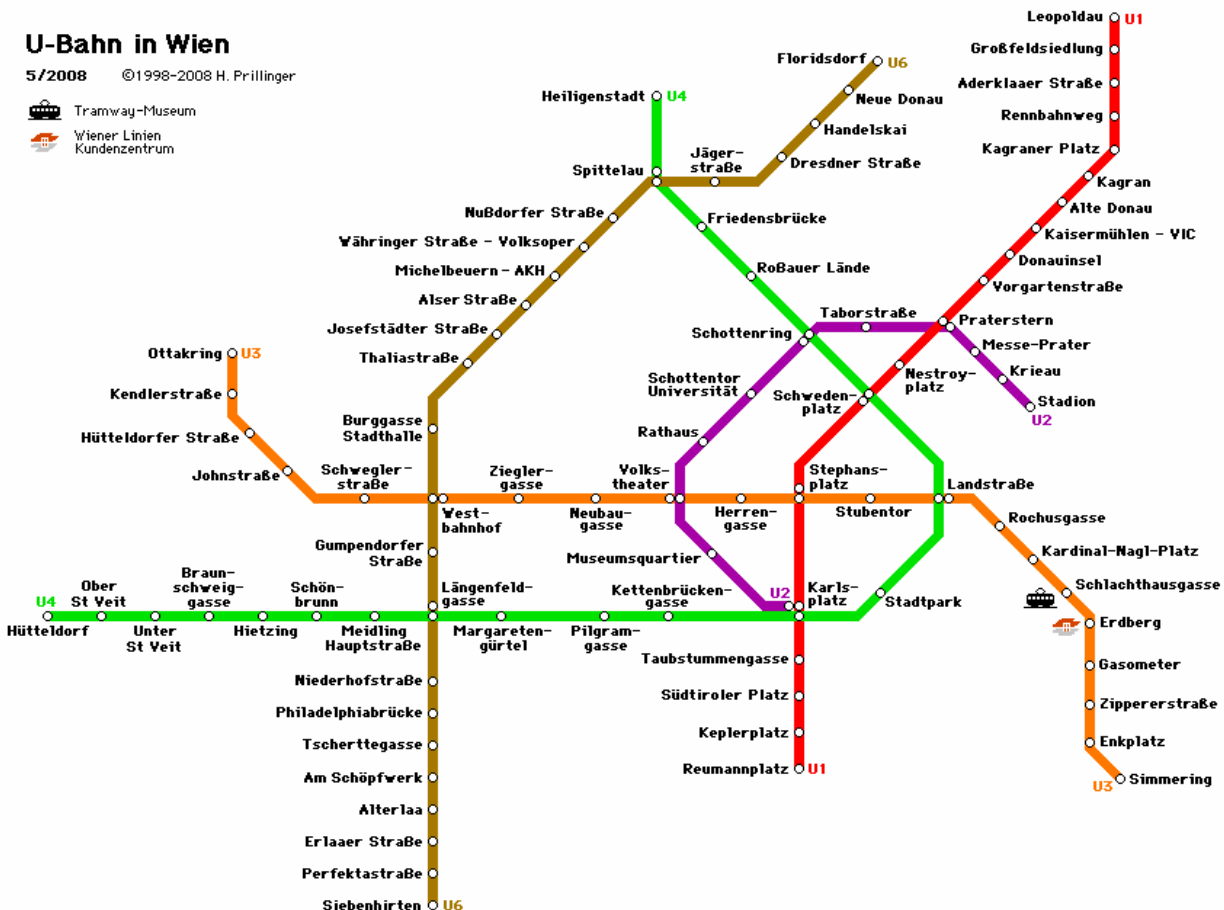 U-Bahn in Wien
5/2008 ©1998-2008 H. Prillinger
Tramway-Museum
Wiener Linien
Kundenzentrum
Leopoldau
U1
Großfeldsiedlung
Aderklaaer Straße
Rennbahnweg
Kagraner Platz
Kagran
Alte Donau
Kaisermühlen - VIC
Donauinsel
Vorgartenstraße
Praterstern
Messe-Prater
Krieau
Stadion
U2
Floridsdorf
U6
Neue Donau
Handelskai
Dresdner Straße
Jäger-
straße
Heiligenstadt
U4
Spittelau
Friedensbrücke
Roßauer Lände
Nußdorfer Straße
Währinger Straße - Volksoper
Michelbeuern - AKH
Alser Straße
Josefstädter Straße
Thaliastraße
Taborstraße
Schottenring
Nestroy-
platz
Schweden-
platz
Schottentor
Universität
Rathaus
Ottakring
U3
Kendlerstraße
Hütteldorfer Straße
Johnstraße
Schwegler-
straße
Burggasse
Stadthalle
West-
bahnhof
Ziegler-
gasse
Neubau-
gasse
Volks-
theater
Herren-
gasse
Stephans-
platz
Stubentor
Landstraße
Rochusgasse
Kardinal-Nagl-Platz
Schlachthausgasse
Erdberg
Gasometer
Zippererstraße
Enkplatz
Simmering
U3
Gumpendorfer
Straße
Museumsquartier
U2
Karls-
platz
Stadtpark
Kettenbrücken-
gasse
Längenfeld-
gasse
U4
Hütteldorf
Ober
St Veit
Unter
St Veit
Braun-
schweig-
gasse
Hietzing
Schön-
brunn
Meidling
Hauptstraße
Margareten-
gürtel
Pilgram-
gasse
Taubstummengasse
Südtiroler Platz
Keplerplatz
Reumannplatz
U1
Niederhofstraße
Philadelphiabrücke
Tscherttegasse
Am Schöpfwerk
Alterlaa
Erlaaer Straße
Perfektastraße
Siebenhirten
U6